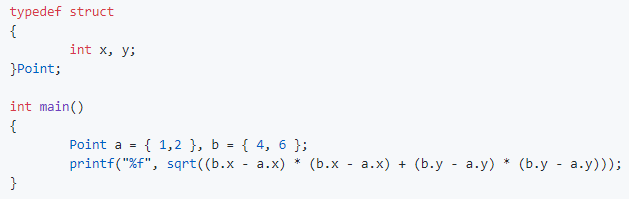 typedef struct
{
        int x, y;
}Point;

int main()
{
        Point a = { 1,2 }, b = { 4, 6 };
        printf("%f", sqrt((b.x - a.x) * (b.x - a.x) + (b.y - a.y) * (b.y - a.y)));
}